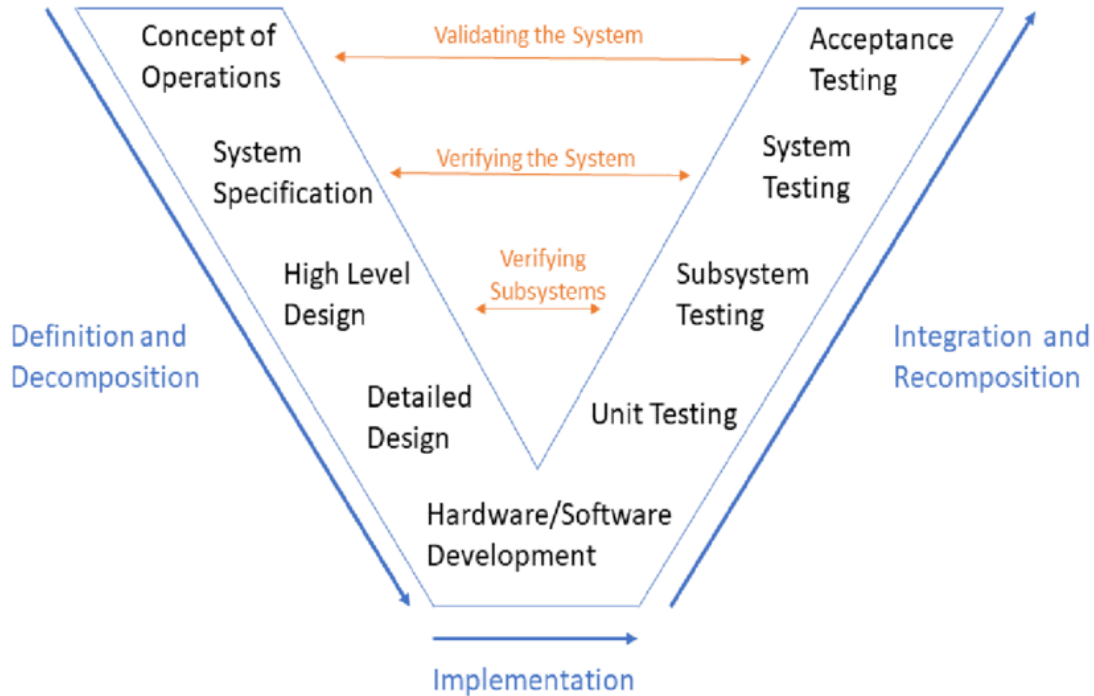 Concept of
Operations
Validating the System
Acceptance
Testing
System
Specification
Verifying the System
System
Testing
High Level
Design
Verifying
Subsystems
Subsystem
Testing
Definition and
Decomposition
Integration and
Recomposition
Detailed
Design
Unit Testing
Hardware/Software
Development
Implementation